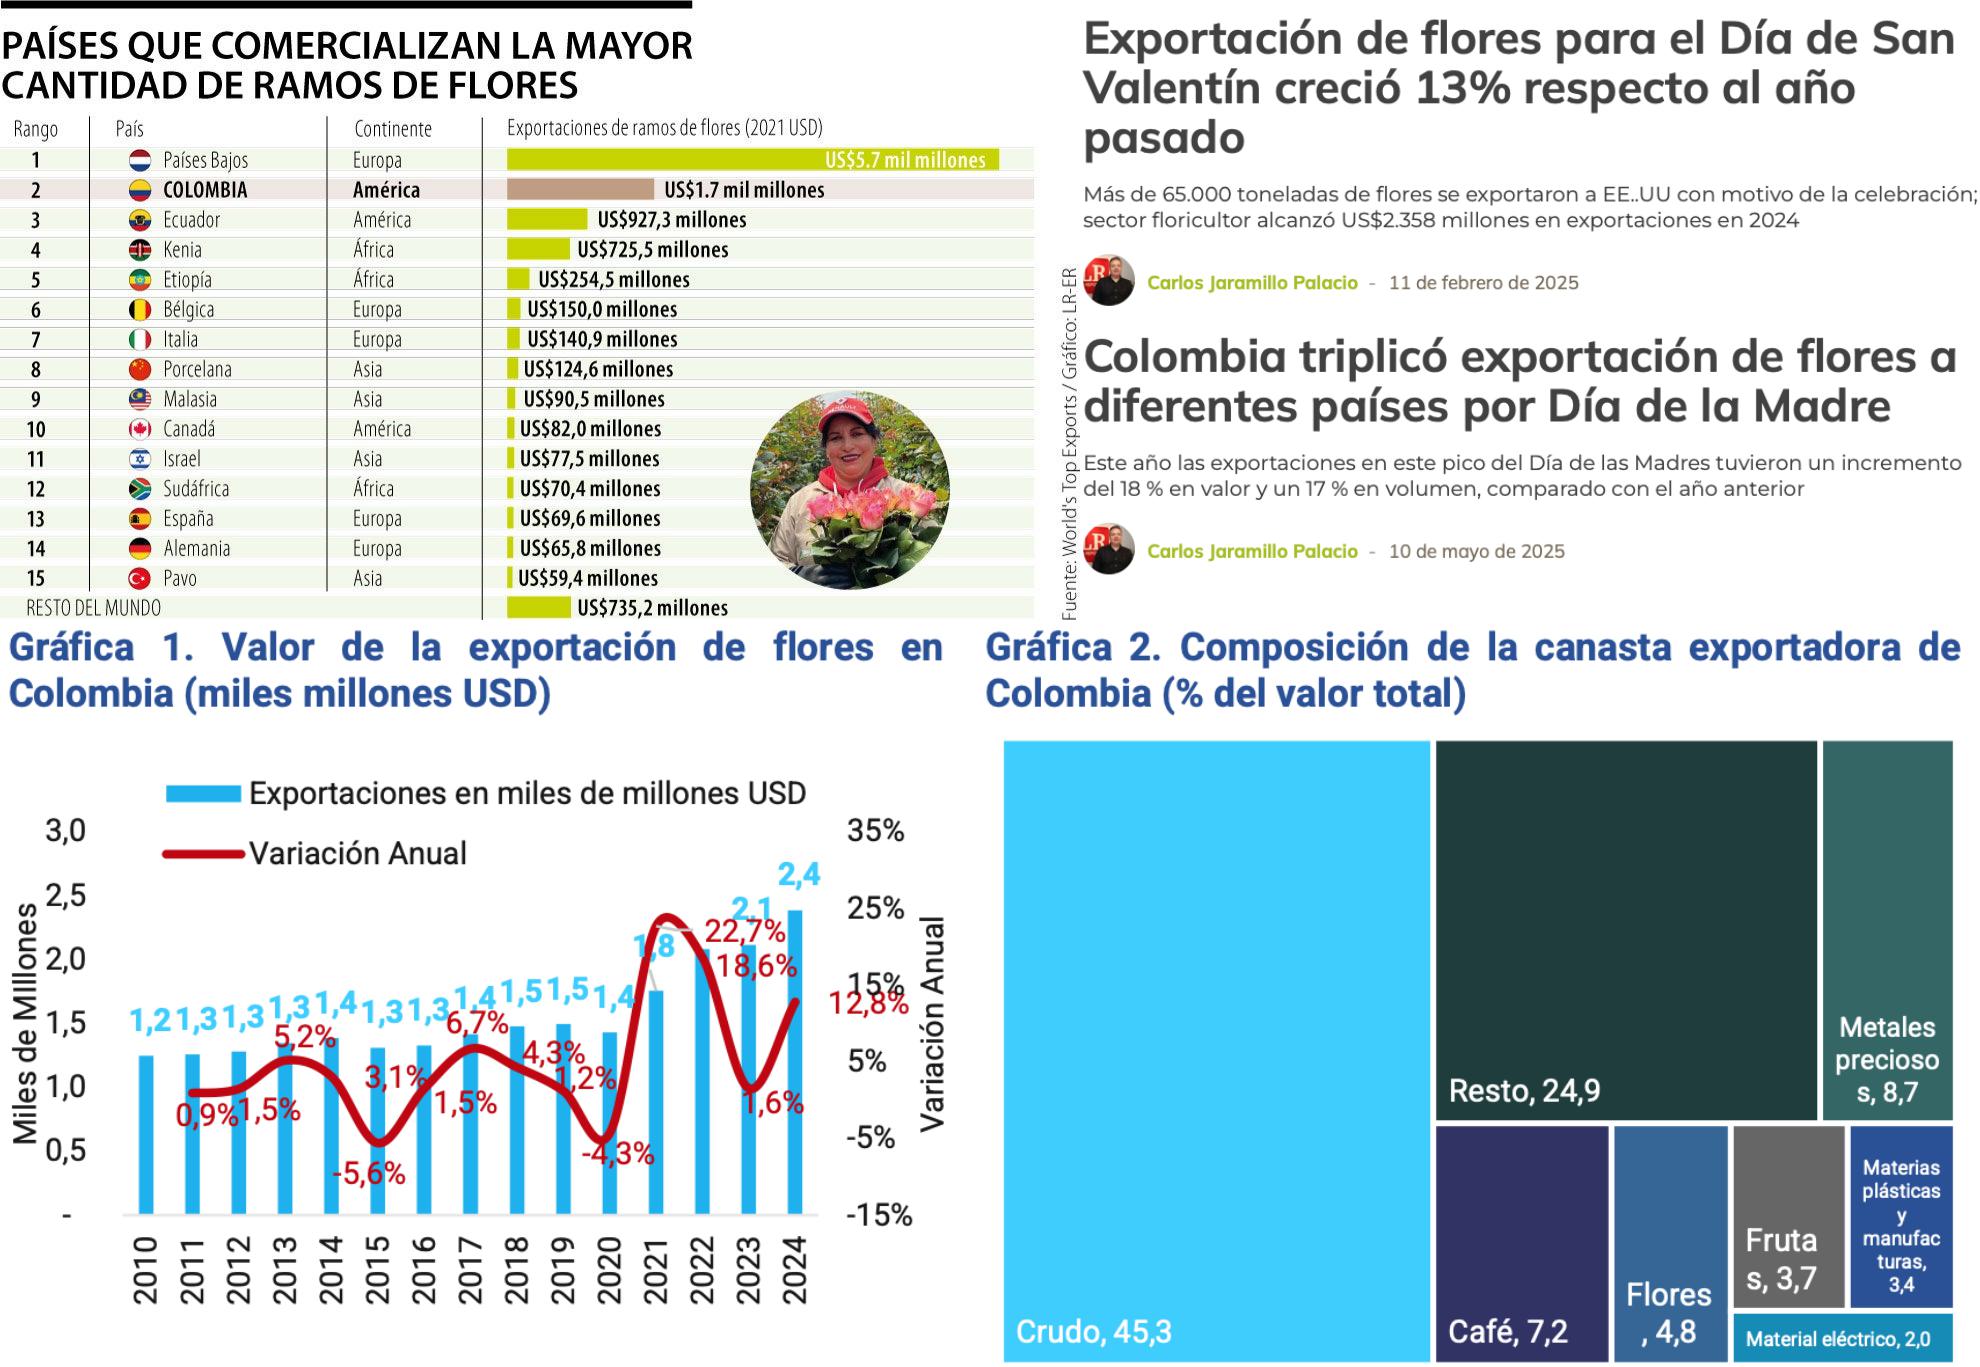 PAÍSES QUE COMERCIALIZAN LA MAYOR
CANTIDAD DE RAMOS DE FLORES
Rango País Continente Exportaciones de ramos de flores (2021 USD)
1 Países Bajos Europa US$5.7 mil millones
2 COLOMBIA América US$1.7 mil millones
3 Ecuador América US$927,3 millones
4 Kenia África US$725,5 millones
5 Etiopía África US$254,5 millones
6 Bélgica Europa US$150,0 millones
7 Italia Europa US$140,9 millones
8 Porcelana Asia US$124,6 millones
9 Malasia Asia US$90,5 millones
10 Canadá América US$82,0 millones
11 Israel Asia US$77,5 millones
12 Sudáfrica África US$70,4 millones
13 España Europa US$69,6 millones
14 Alemania Europa US$65,8 millones
15 Pavo Asia US$59,4 millones
RESTO DEL MUNDO US$735,2 millones
Fuente: World's Top Exports / Gráfico: LR-ER
Exportación de flores para el Día de San
Valentín creció 13% respecto al año
pasado
Más de 65.000 toneladas de flores se exportaron a EE..UU con motivo de la celebración;
sector floricultor alcanzó US$2.358 millones en exportaciones en 2024
LR
Carlos Jaramillo Palacio - 11 de febrero de 2025
Colombia triplicó exportación de flores a
diferentes países por Día de la Madre
Este año las exportaciones en este pico del Día de las Madres tuvieron un incremento
del 18 % en valor y un 17 % en volumen, comparado con el año anterior
LR
Carlos Jaramillo Palacio - 10 de mayo de 2025
Gráfica 1. Valor de la exportación de flores en
Colombia (miles millones USD)
Exportaciones en miles de millones USD
Variación Anual
Miles de MIllones
3,0
2,5
2,0
1,5
1,0
0,5
-
1,2 1,3 1,3 1,3 1,4 1,3 1,3 1,4 1,5 1,5 1,4 1,8 2,1 2,4
0,9% 1,5% 5,2% -5,6% 3,1% 1,5% 6,7% 4,3% 1,2% -4,3% 22,7% 18,6% 1,6% 12,8%
35%
25%
15%
5%
-5%
-15%
Variación Anual
2010 2011 2012 2013 2014 2015 2016 2017 2018 2019 2020 2021 2022 2023 2024
Gráfica 2. Composición de la canasta exportadora de
Colombia (% del valor total)
Crudo, 45,3
Resto, 24,9
Metales
precioso
s, 8,7
Café, 7,2
Flores
, 4,8
Fruta
s, 3,7
Materias
plásticas
y
manufac
turas,
3,4
Material eléctrico, 2,0